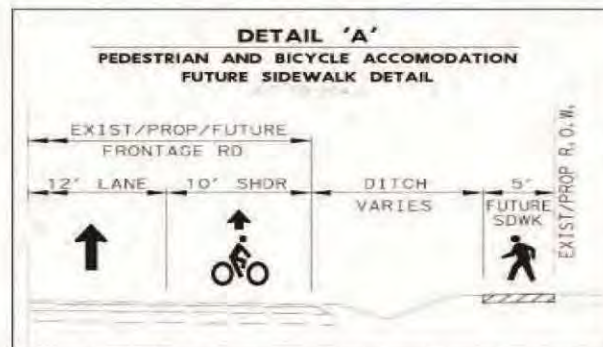 DETAIL 'A'
PEDESTRIAN AND BICYCLE ACCOMODATION
FUTURE SIDEWALK DETAIL
EXIST/PROP/FUTURE
FRONTAGE RD
12' LANE
10' SHDR
DITCH
VARIES
5'
FUTURE
SDWK
EXIST/PROP R.O.W.